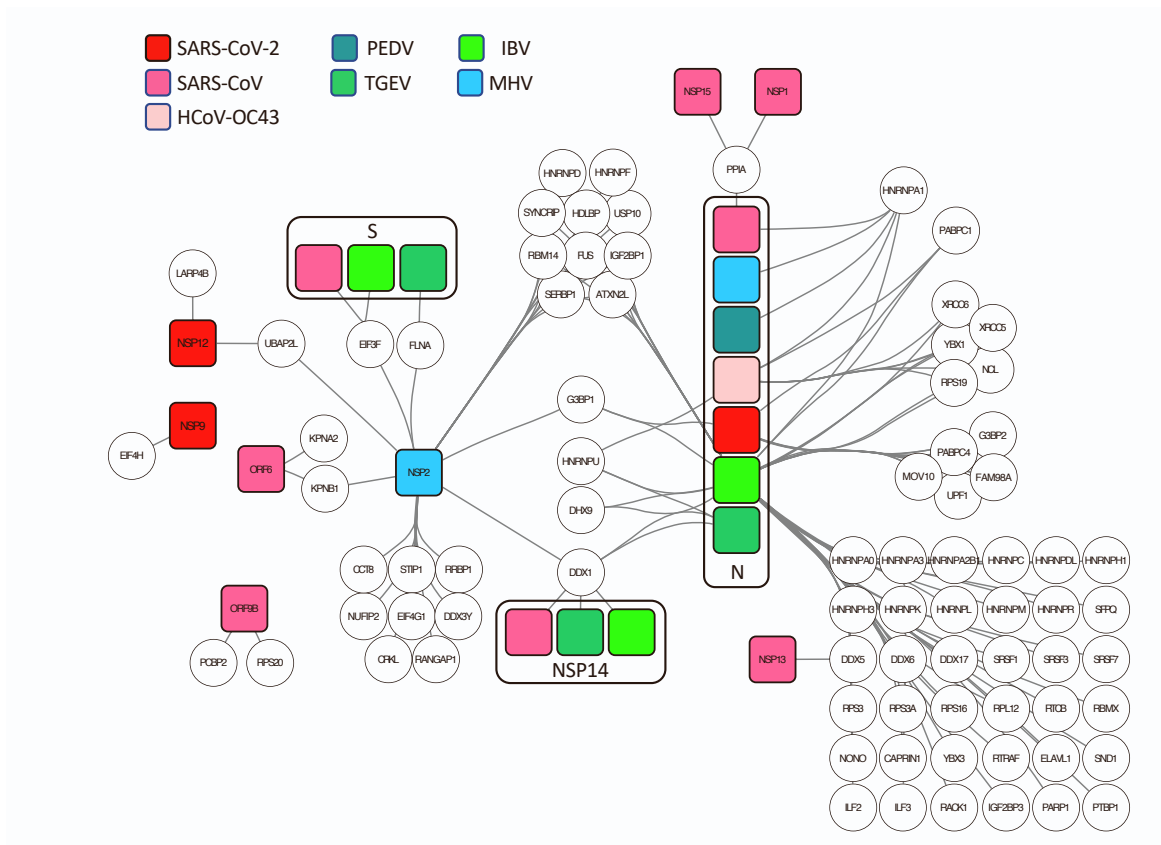 SARS-CoV-2
PEDV
IBV
SARS-CoV
TGEV
MHV
HCoV-OC43
NSP15
NSP1
PPIA
HNRNPD
HNRNPF
HNRNPA1
SYNCRIP
HDLBP
USP10
PABPC1
S
RBM14
FUS
IGF2BP1
LARP4B
SERBP1
ATXN2L
XRCC6
XRCC5
NSP12
UBAP2L
EIF3F
FLNA
YBX1
NCL
RPS19
G3BP1
NSP9
KPNA2
G3BP2
EIF4H
PABPC4
ORF6
NSP2
HNRNPU
MOV10
FAM98A
KPNB1
UPF1
DHX9
CCT8
STIP1
RRBP1
DDX1
N
HNRNPA0
HNRNPA3
HNRNPA2B1
HNRNPC
HNRNPDL
HNRNPH1
ORF9B
NUFIP2
EIF4G1
DDX3Y
HNRNPH3
HNRNPK
HNRNPL
HNRNPM
HNRNPR
SFPQ
PCBP2
RPS20
CRKL
RANGAP1
NSP14
NSP13
DDX5
DDX6
DDX17
SRSF1
SRSF3
SRSF7
RPS3
RPS3A
RPS16
RPL12
RTCB
RBMX
NONO
CAPRIN1
YBX3
RTRAF
ELAVL1
SND1
ILF2
ILF3
RACK1
IGF2BP3
PARP1
PTBP1